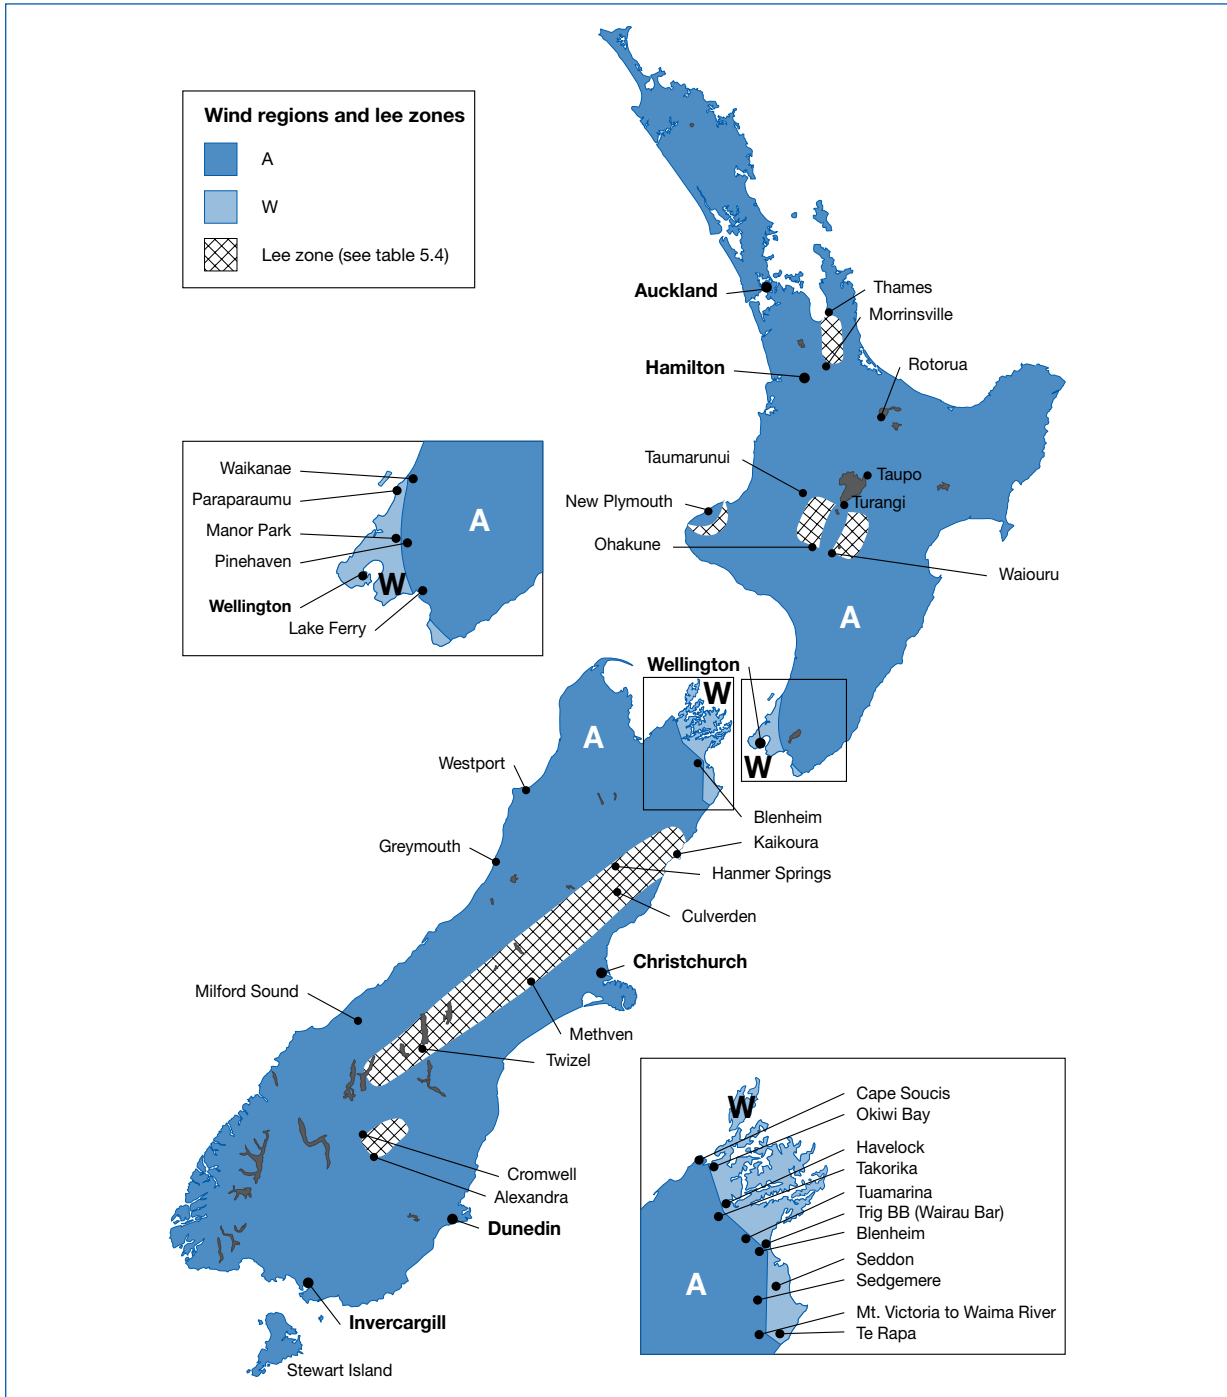 Wind regions and lee zones
A
W
Lee zone (see table 5.4)
Auckland
Thames
Morrinsville
Hamilton
Rotorua
Taumarunui
Taupo
New Plymouth
Turangi
Ohakune
Waiouru
A
Waikanae
Paraparaumu
Manor Park
Pinehaven
Wellington
Lake Ferry
A
W
Wellington
W
W
A
Westport
Blenheim
Greymouth
Kaikoura
Hanmer Springs
Culverden
Christchurch
Milford Sound
Methven
Twizel
Cromwell
Alexandra
Dunedin
Invercargill
Stewart Island
W
Cape Soucis
Okiwi Bay
Havelock
Takorika
Tuamarina
Trig BB (Wairau Bar)
Blenheim
Seddon
A
Sedgemere
Mt. Victoria to Waima River
Te Rapa